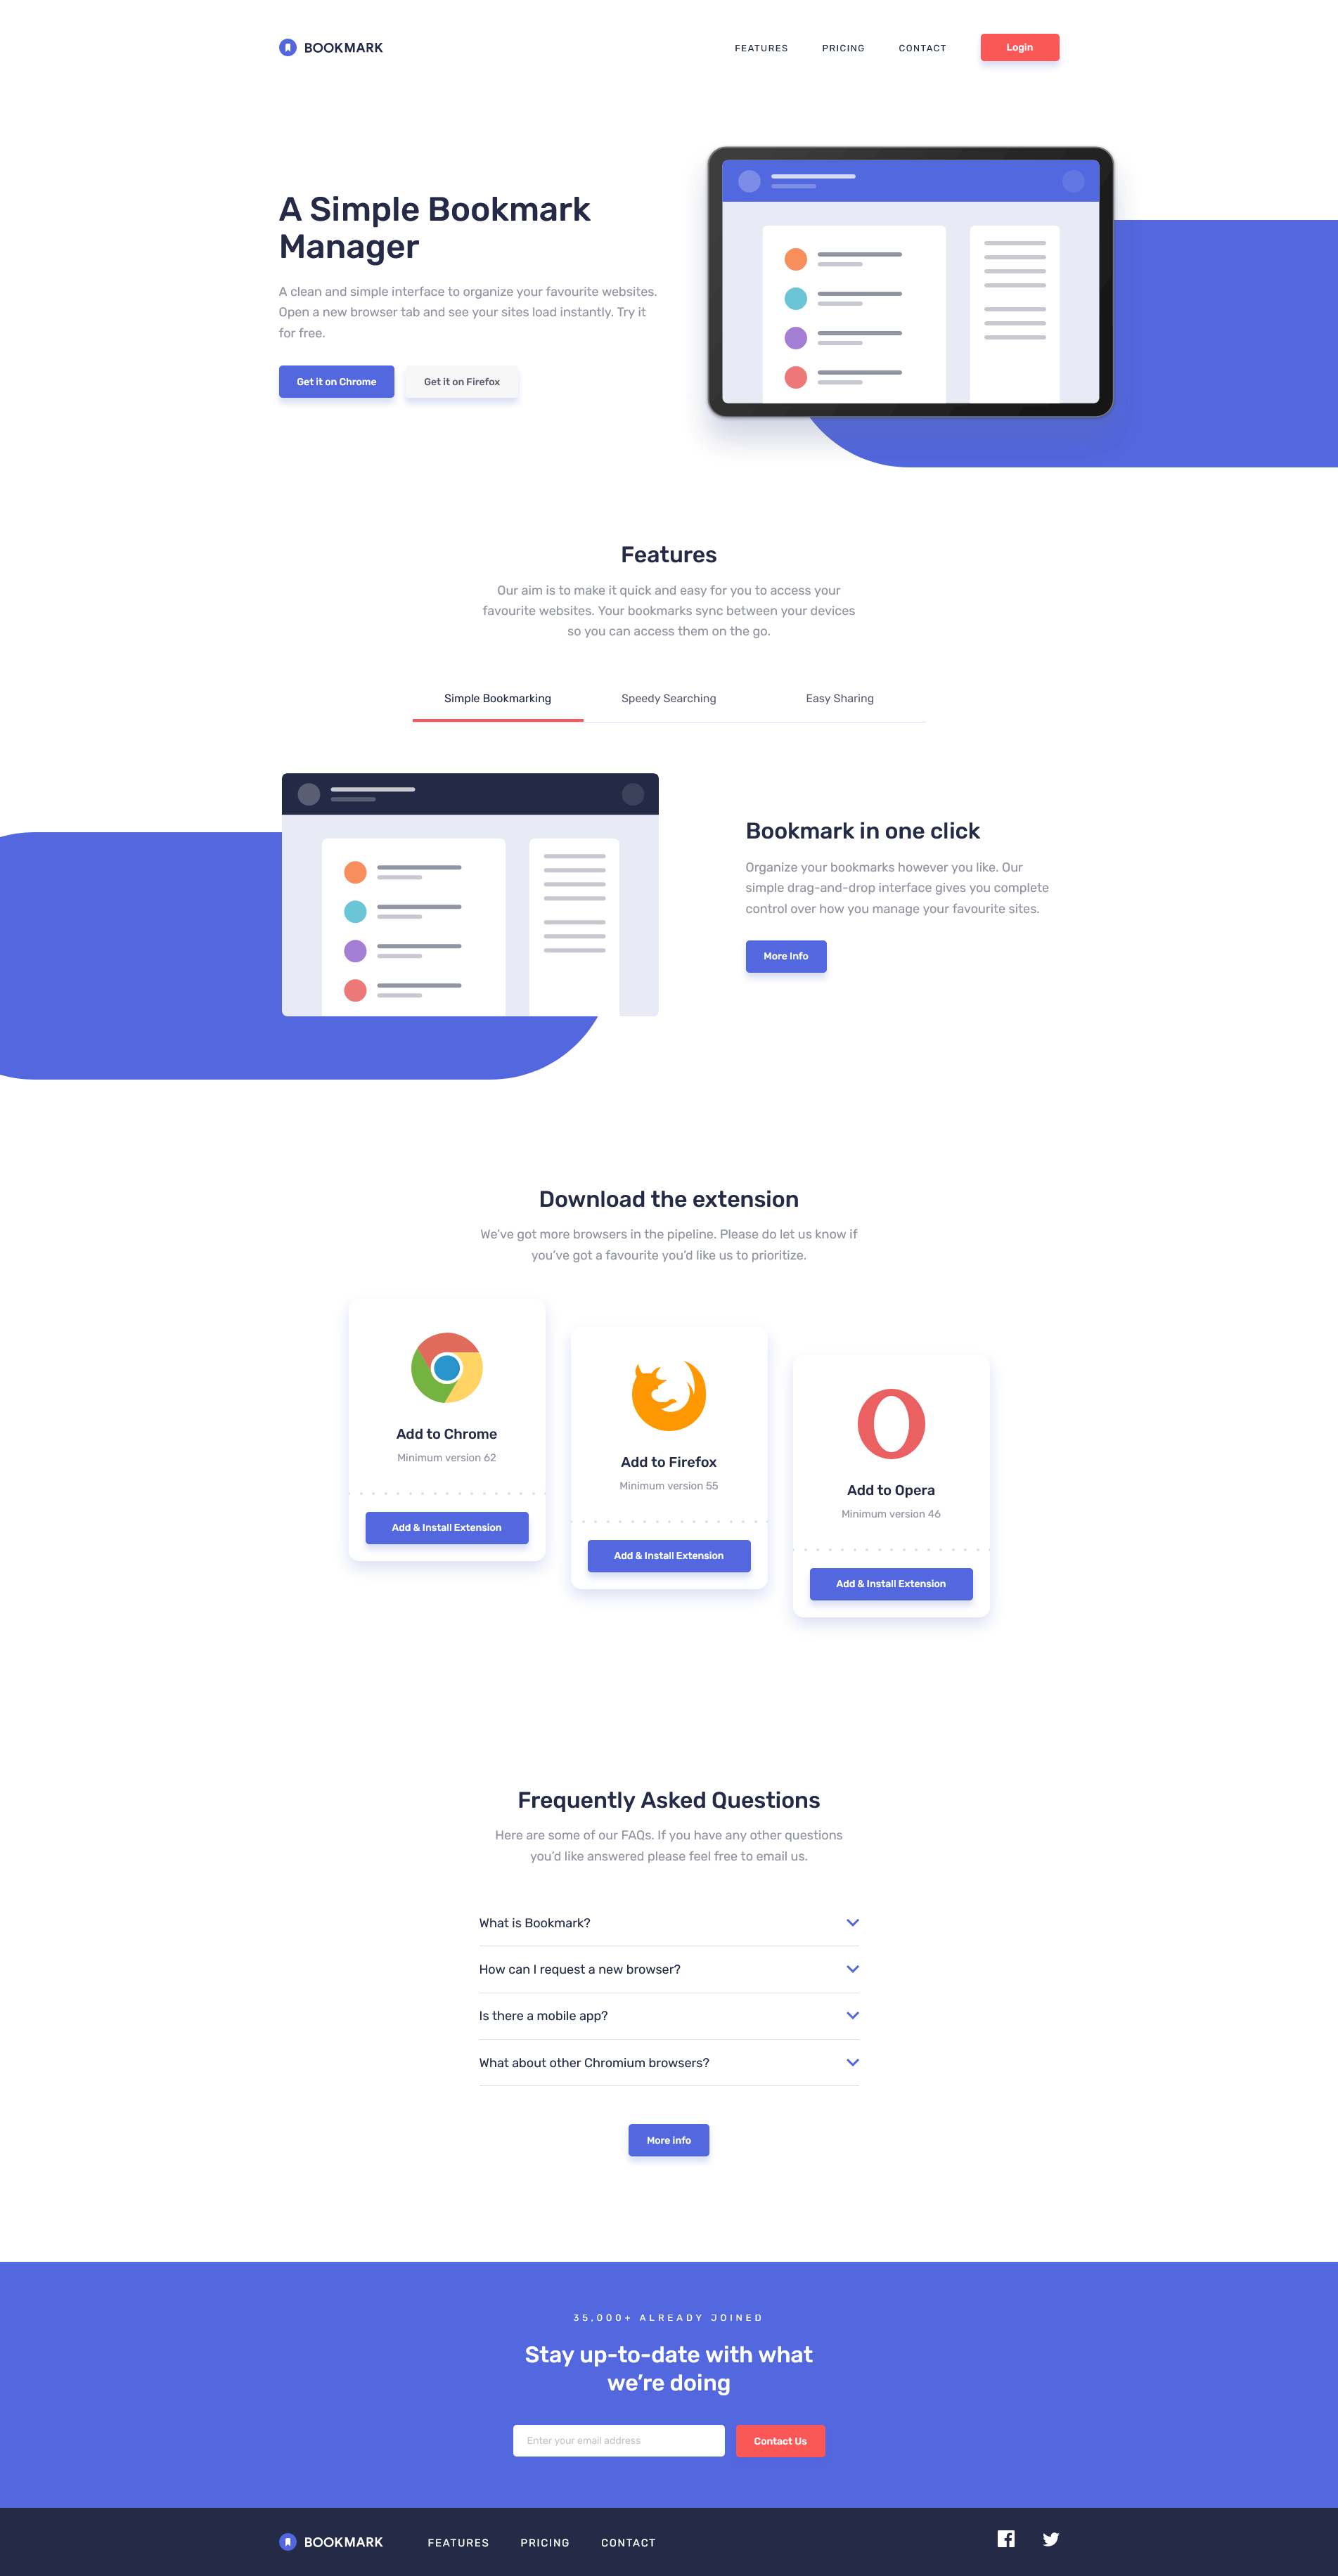 BOOKMARK
FEATURES
PRICING
CONTACT
Login
A Simple Bookmark
Manager
A clean and simple interface to organize your favourite websites.
Open a new browser tab and see your sites load instantly. Try it
for free.
Get it on Chrome
Get it on Firefox
Features
Our aim is to make it quick and easy for you to access your
favourite websites. Your bookmarks sync between your devices
so you can access them on the go.
Simple Bookmarking
Speedy Searching
Easy Sharing
Bookmark in one click
Organize your bookmarks however you like. Our
simple drag-and-drop interface gives you complete
control over how you manage your favourite sites.
More Info
Download the extension
We’ve got more browsers in the pipeline. Please do let us know if
you’ve got a favourite you’d like us to prioritize.
Add to Chrome
Minimum version 62
Add & Install Extension
Add to Firefox
Minimum version 55
Add & Install Extension
Add to Opera
Minimum version 46
Add & Install Extension
Frequently Asked Questions
Here are some of our FAQs. If you have any other questions
you’d like answered please feel free to email us.
What is Bookmark?
How can I request a new browser?
Is there a mobile app?
What about other Chromium browsers?
More info
35,000+ ALREADY JOINED
Stay up-to-date with what
we’re doing
Enter your email address
Contact Us
BOOKMARK
FEATURES
PRICING
CONTACT